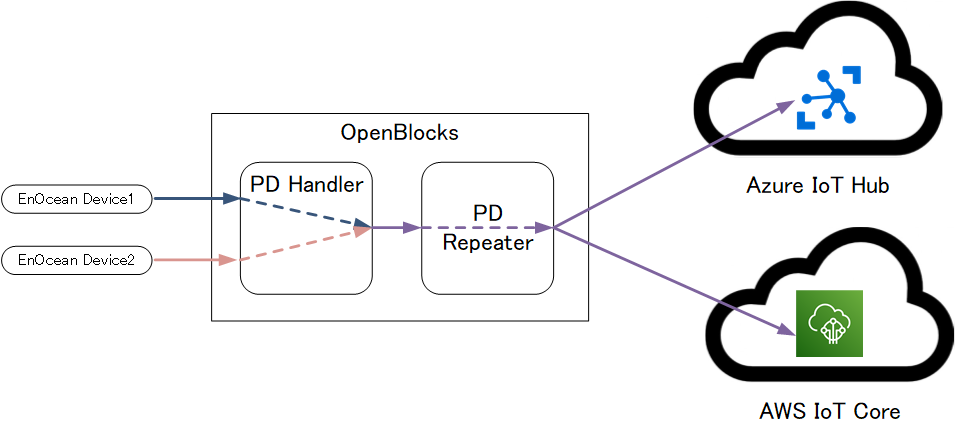 OpenBlocks
PD Handler
EnOcean Device1
EnOcean Device2
PD
Repeater
Azure IoT Hub
AWS IoT Core